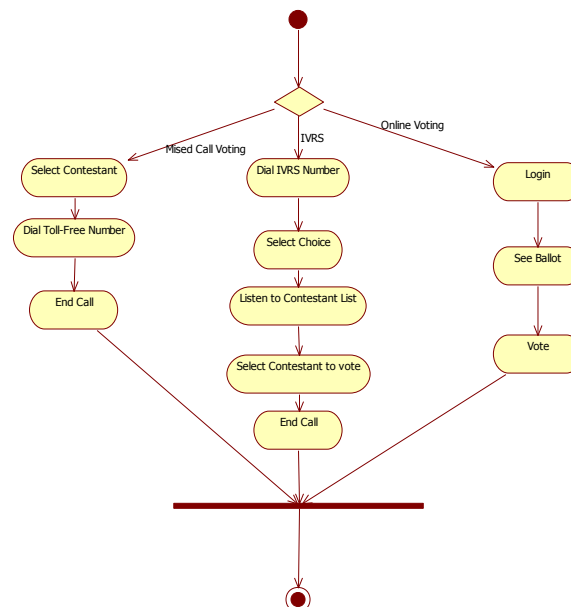 Online Voting
IVRS
Mised Call Voting
Select Contestant
Dial IVRS Number
Login
Dial Toll-Free Number
Select Choice
See Ballot
End Call
Listen to Contestant List
Vote
Select Contestant to vote
End Call